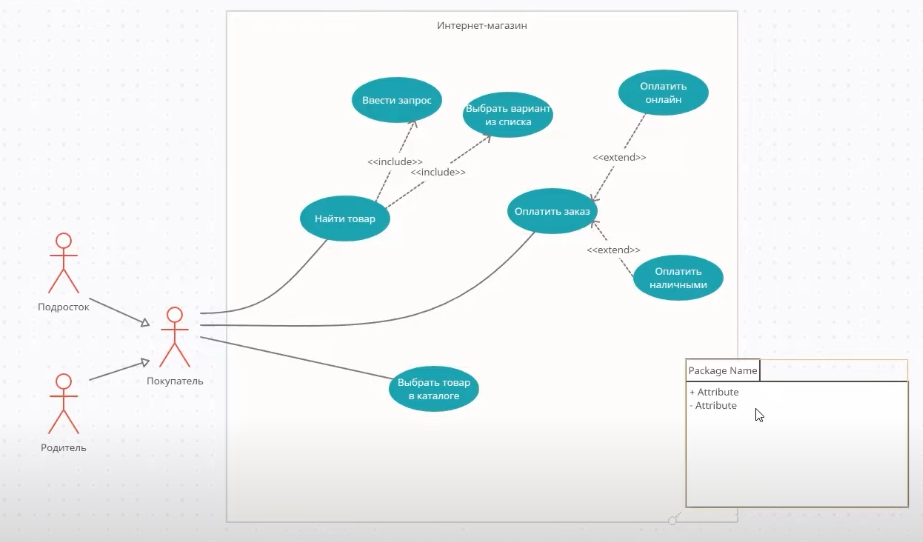 Интернет-магазин
Ввести запрос
Выбрать вариант
из списка
Оплатить
онлайн
<<include>>
<<include>>
<<extend>>
Найти товар
Оплатить заказ
<<extend>>
Оплатить
наличными
Подросток
Покупатель
Выбрать товар
в каталоге
Родитель
Package Name
+ Attribute
- Attribute